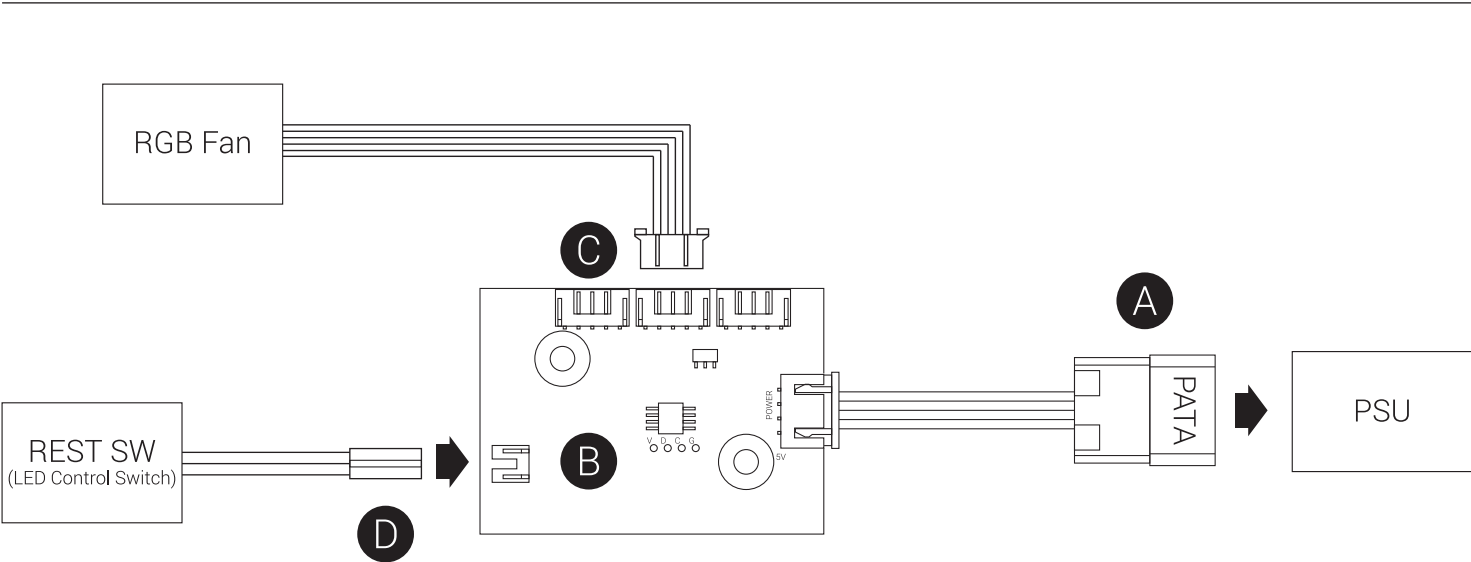 RGB Fan
C
A
POWER
PATA
PSU
REST SW
(LED Control Switch)
V D C G
5V
B
D